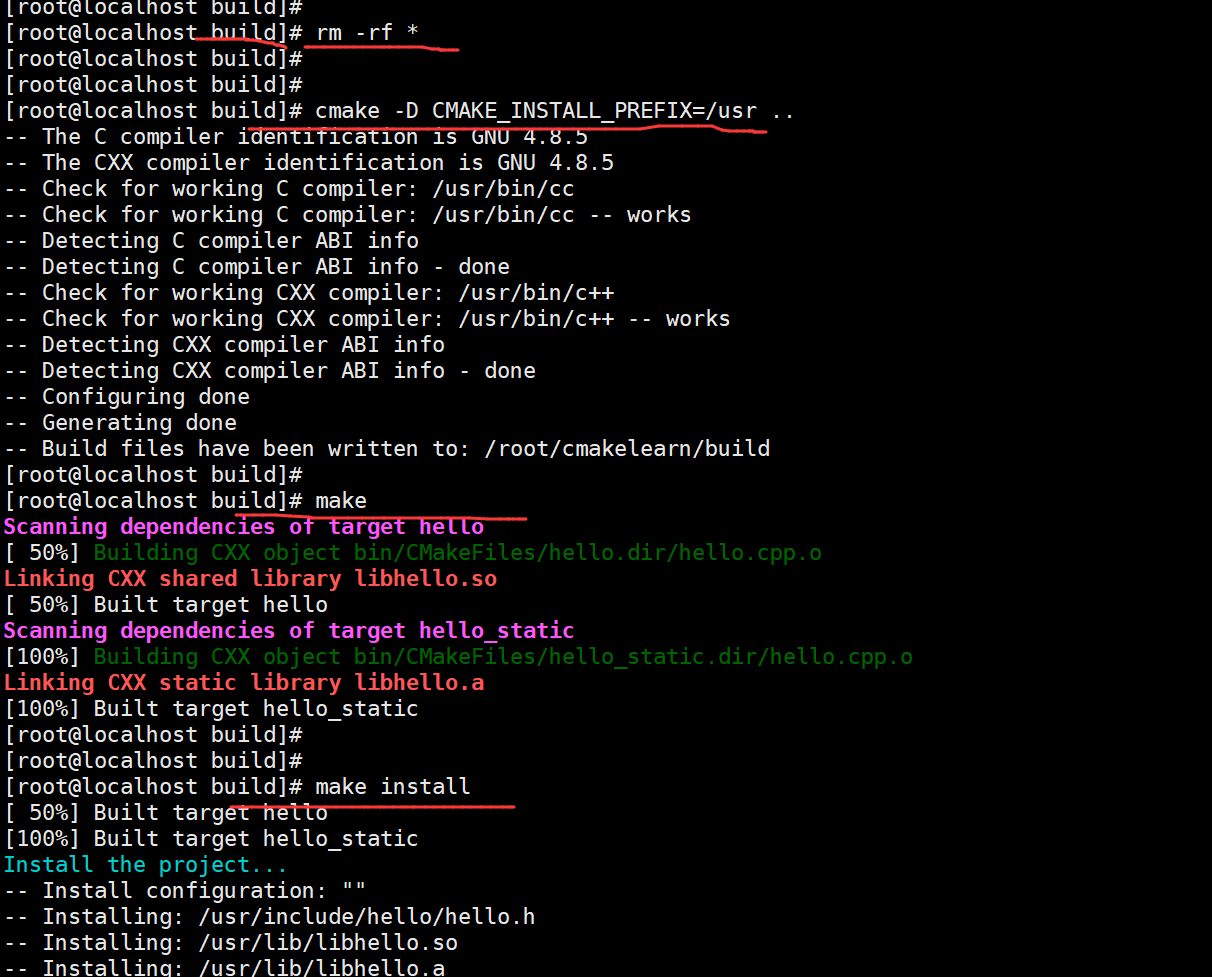 [root@localhost build]#
[root@localhost build]# rm -rf *
[root@localhost build]#
[root@localhost build]#
[root@localhost build]# cmake -D CMAKE_INSTALL_PREFIX=/usr ..
-- The C compiler identification is GNU 4.8.5
-- The CXX compiler identification is GNU 4.8.5
-- Check for working C compiler: /usr/bin/cc
-- Check for working C compiler: /usr/bin/cc -- works
-- Detecting C compiler ABI info
-- Detecting C compiler ABI info - done
-- Check for working CXX compiler: /usr/bin/c++
-- Check for working CXX compiler: /usr/bin/c++ -- works
-- Detecting CXX compiler ABI info
-- Detecting CXX compiler ABI info - done
-- Configuring done
-- Generating done
-- Build files have been written to: /root/cmakelearn/build
[root@localhost build]#
[root@localhost build]# make
Scanning dependencies of target hello
[ 50%] Building CXX object bin/CMakeFiles/hello.dir/hello.cpp.o
Linking CXX shared library libhello.so
[ 50%] Built target hello
Scanning dependencies of target hello_static
[100%] Building CXX object bin/CMakeFiles/hello_static.dir/hello.cpp.o
Linking CXX static library libhello.a
[100%] Built target hello_static
[root@localhost build]#
[root@localhost build]#
[root@localhost build]# make install
[ 50%] Built target hello
[100%] Built target hello_static
Install the project...
-- Install configuration: ""
-- Installing: /usr/include/hello/hello.h
-- Installing: /usr/lib/libhello.so
-- Installing: /usr/lib/libhello.a